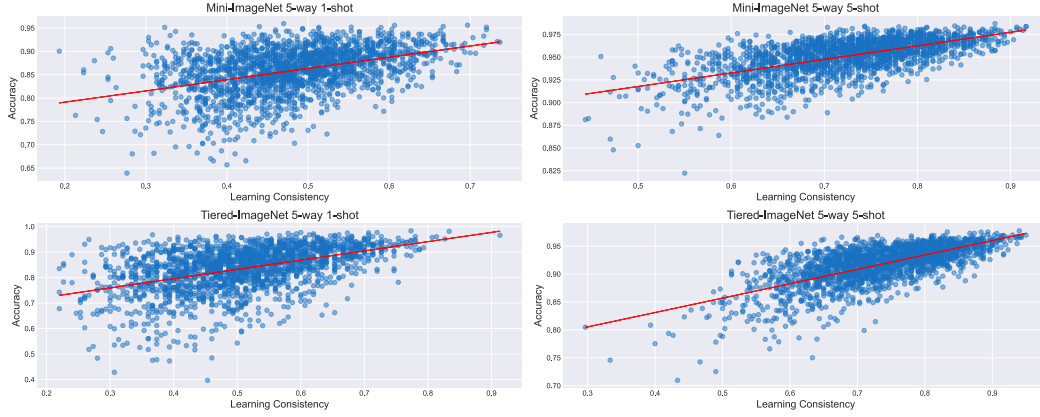 Mini-ImageNet 5-way 1-shot
Accuracy
0.95
0.90
0.85
0.80
0.75
0.70
0.65
0.2 0.3 0.4 0.5 0.6 0.7
Learning Consistency
Mini-ImageNet 5-way 5-shot
Accuracy
0.975
0.950
0.925
0.900
0.875
0.850
0.825
0.5 0.6 0.7 0.8 0.9
Learning Consistency
Tiered-ImageNet 5-way 1-shot
Accuracy
1.0
0.9
0.8
0.7
0.6
0.5
0.4
0.2 0.3 0.4 0.5 0.6 0.7 0.8 0.9
Learning Consistency
Tiered-ImageNet 5-way 5-shot
Accuracy
0.95
0.90
0.85
0.80
0.75
0.70
0.3 0.4 0.5 0.6 0.7 0.8 0.9
Learning Consistency